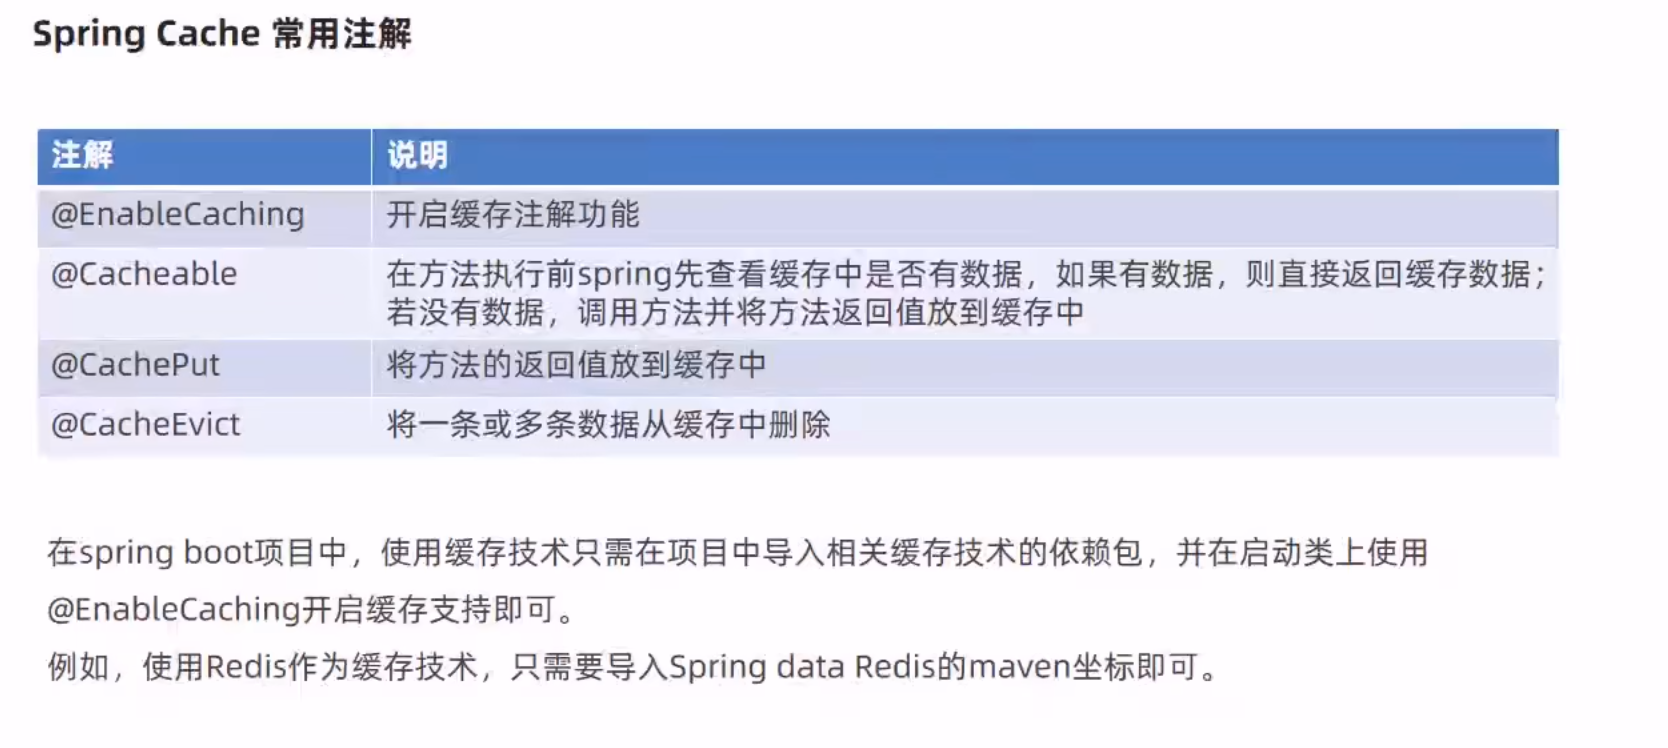 Spring Cache 常用注解
注解 说明
@EnableCaching 开启缓存注解功能
@Cacheable 在方法执行前spring先查看缓存中是否有数据，如果有数据，则直接返回缓存数据；
若没有数据，调用方法并将方法返回值放到缓存中
@CachePut 将方法的返回值放到缓存中
@CacheEvict 将一条或多条数据从缓存中删除
在spring boot项目中，使用缓存技术只需在项目中导入相关缓存技术的依赖包，并在启动类上使用
@EnableCaching开启缓存支持即可。
例如，使用Redis作为缓存技术，只需要导入Spring data Redis的maven坐标即可。